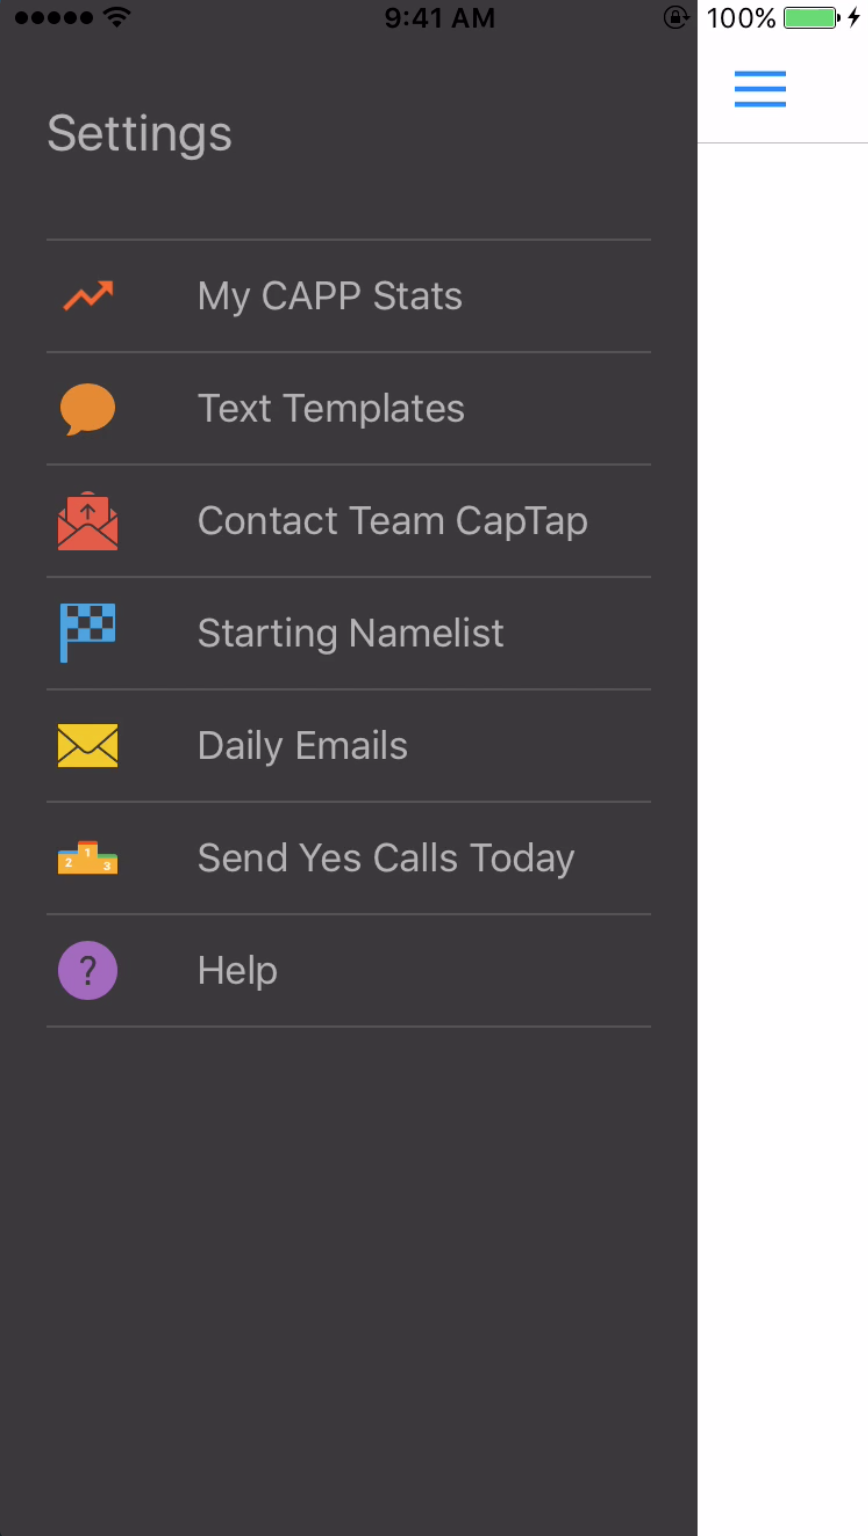 9:41 AM 100%
Settings
My CAPP Stats
Text Templates
Contact Team CapTap
Starting Namelist
Daily Emails
2 1 3
Send Yes Calls Today
?
Help